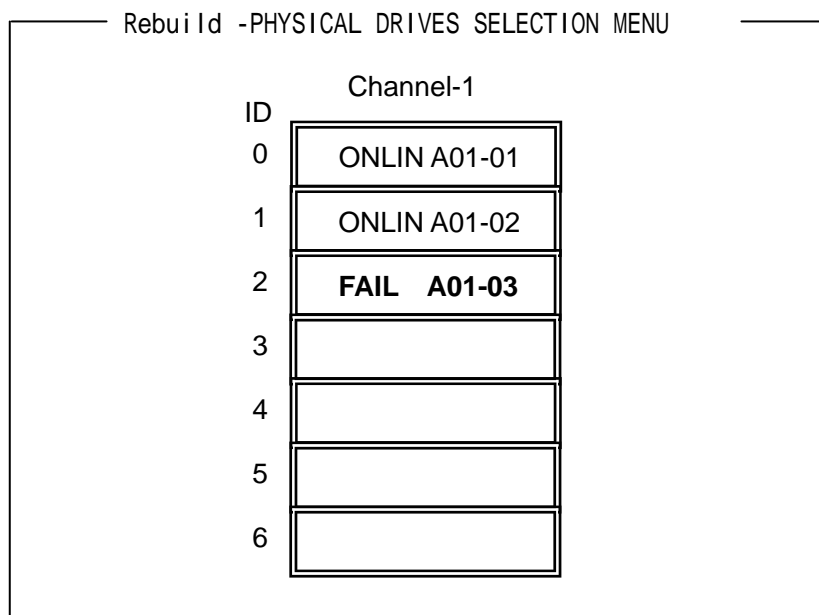 Rebuild -PHYSICAL DRIVES SELECTION MENU
Channel-1
ID
0 ONLIN A01-01
1 ONLIN A01-02
2 FAIL A01-03
3
4
5
6